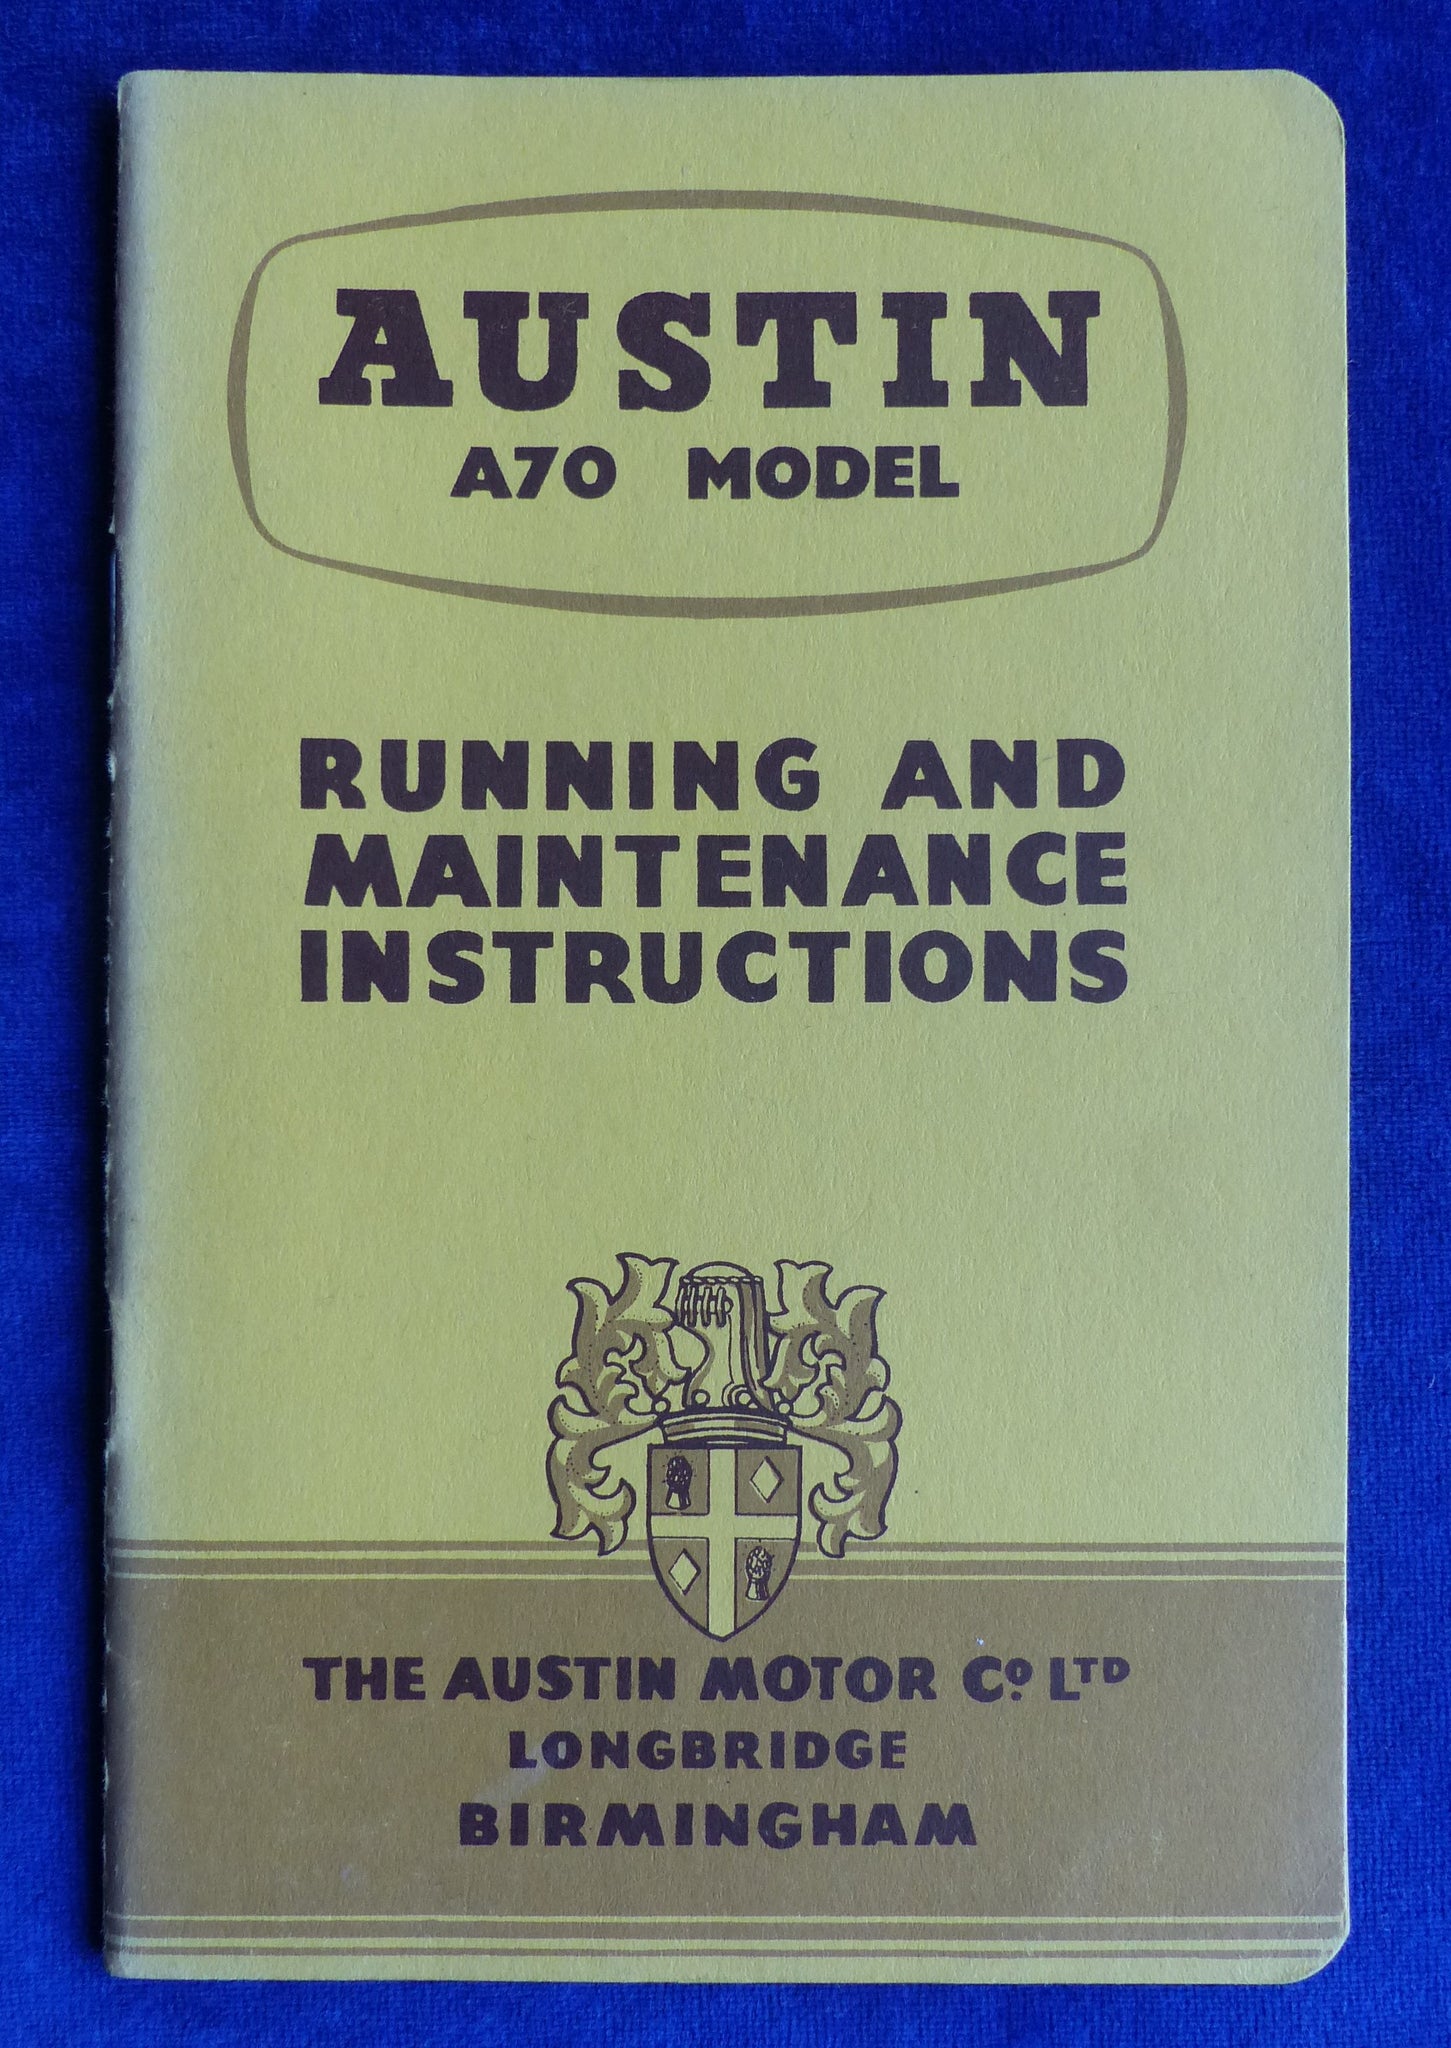 AUSTIN
A70 MODEL
RUNNING AND
MAINTENANCE
INSTRUCTIONS
THE AUSTIN MOTOR Co. LTD
LONGBRIDGE
BIRMINGHAM